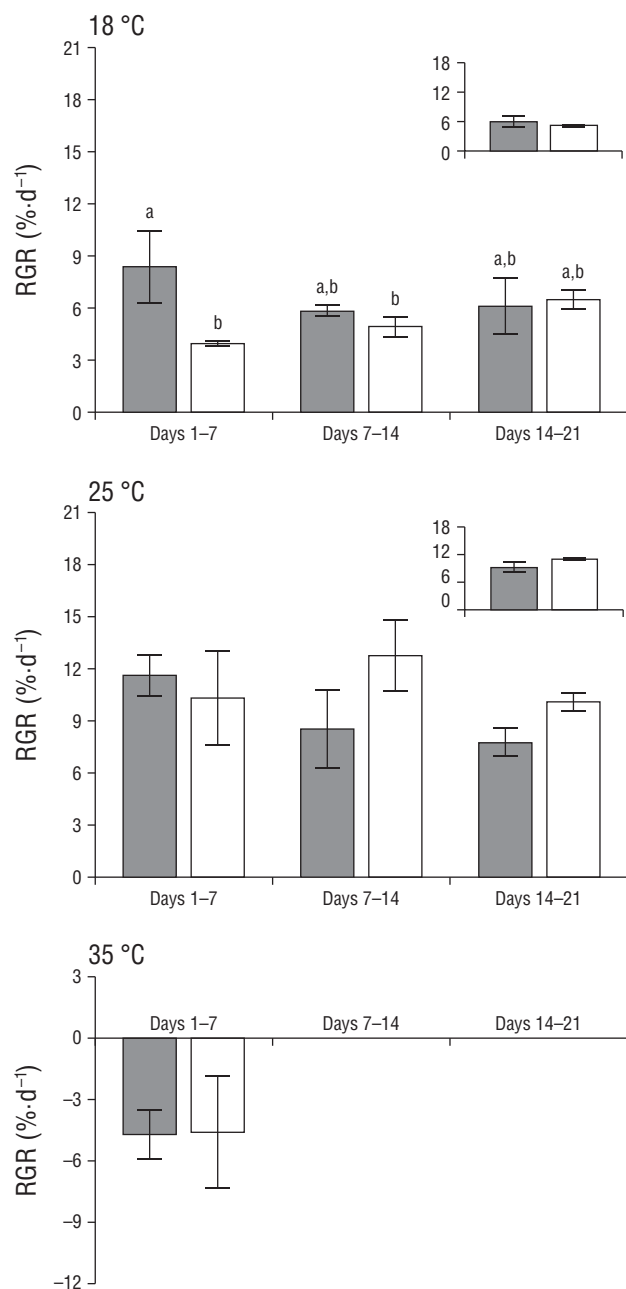 18 °C
21
18
15
12
9
6
3
0
RGR (%·d⁻¹)
18
12
6
0
a
b
a,b
b
a,b
a,b
Days 1–7
Days 7–14
Days 14–21
25 °C
21
18
15
12
9
6
3
0
RGR (%·d⁻¹)
18
12
6
0
Days 1–7
Days 7–14
Days 14–21
35 °C
3
0
–3
–6
–9
–12
RGR (%·d⁻¹)
Days 1–7
Days 7–14
Days 14–21